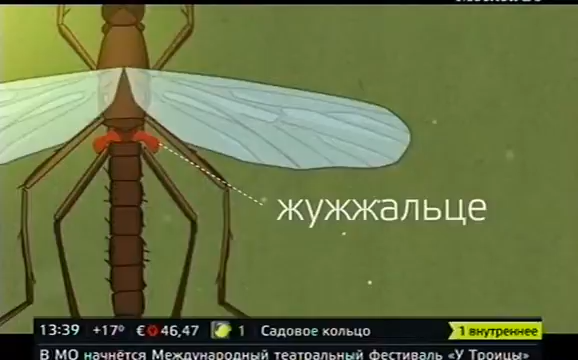 жужжальце
13:39 +17° € 46,47 1 Садовое кольцо 1 внутреннее
В МО начнётся Международный театральный фестиваль «У Троицы»